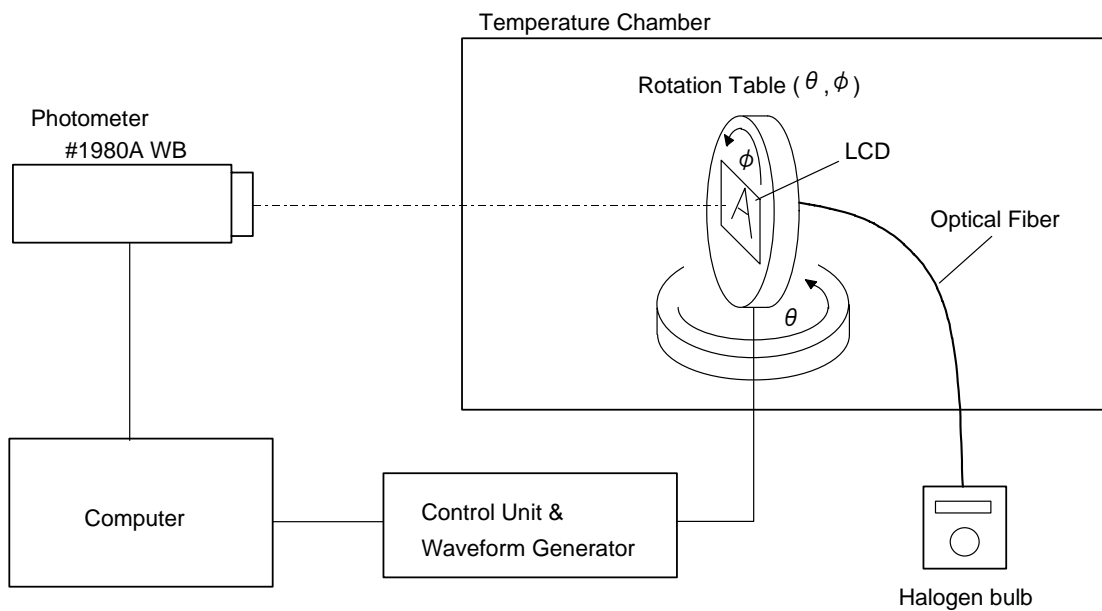 Temperature Chamber
Rotation Table ( θ , φ )
Photometer
#1980A WB
φ
LCD
A
Optical Fiber
θ
Computer
Control Unit &
Waveform Generator
Halogen bulb